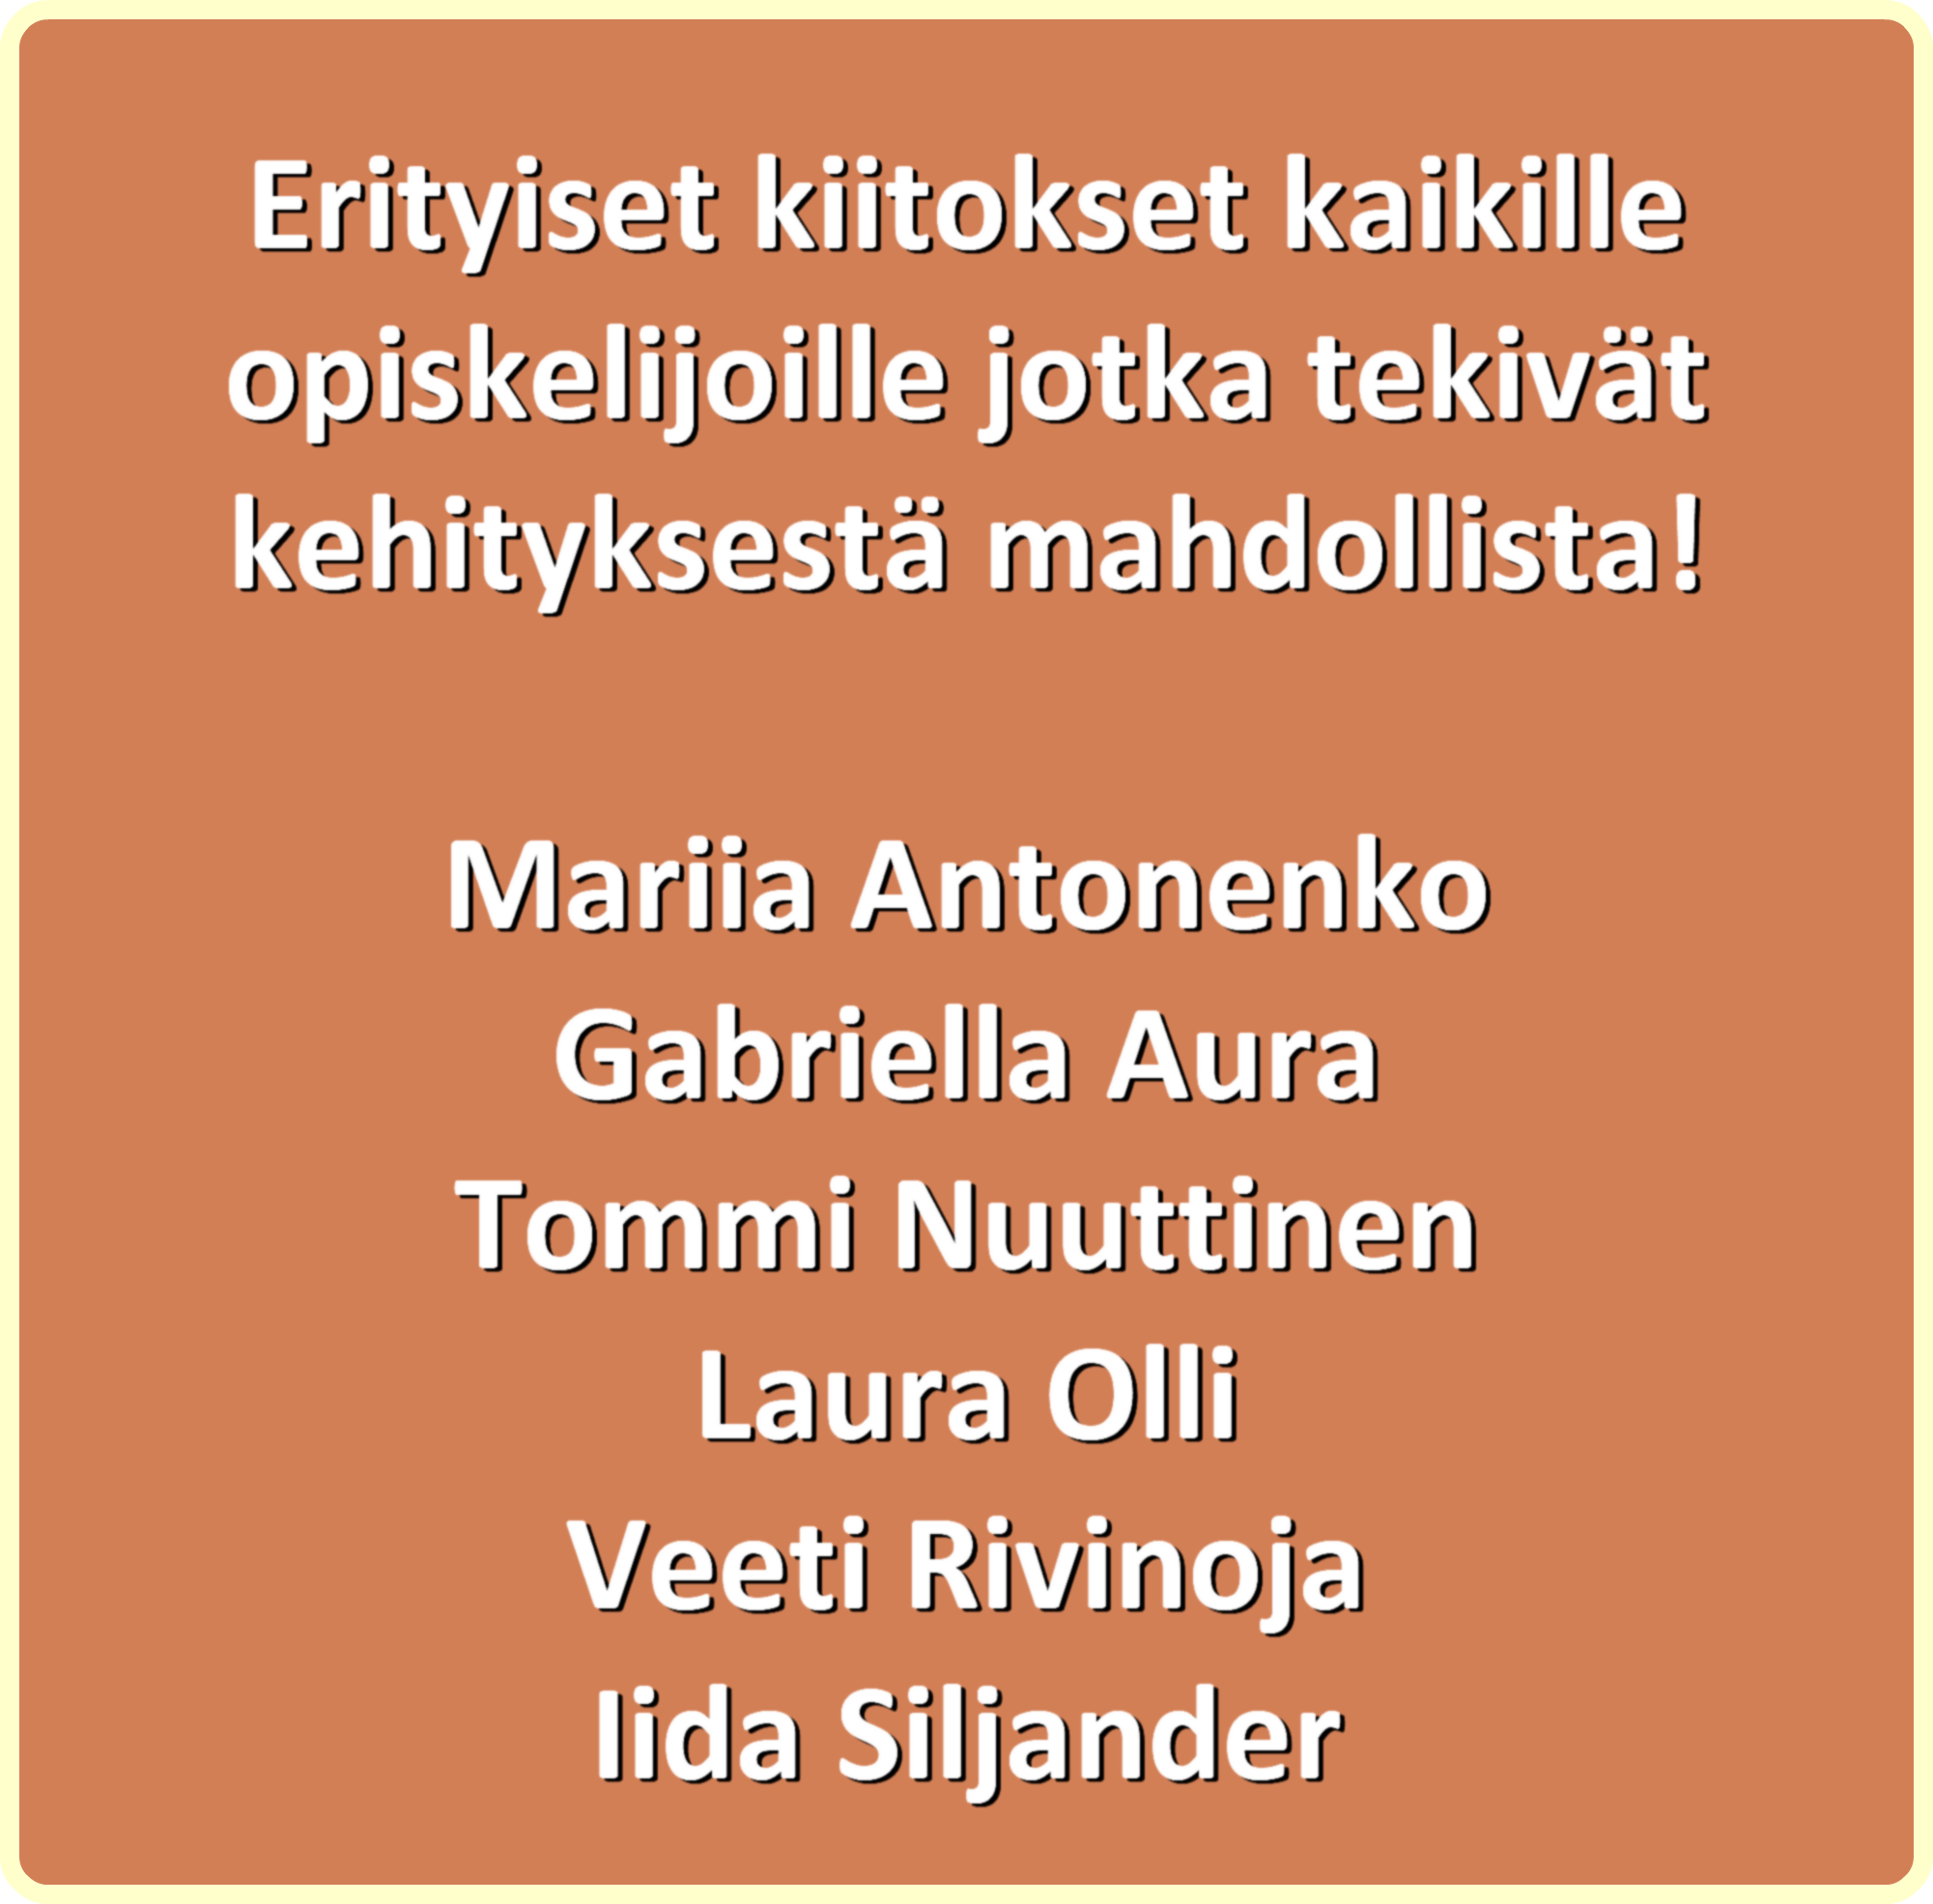 Erityiset kiitokset kaikille
opiskelijoille jotka tekivät
kehityksestä mahdollista!
Mariia Antonenko
Gabriella Aura
Tommi Nuuttinen
Laura Olli
Veeti Rivinoja
Iida Siljander